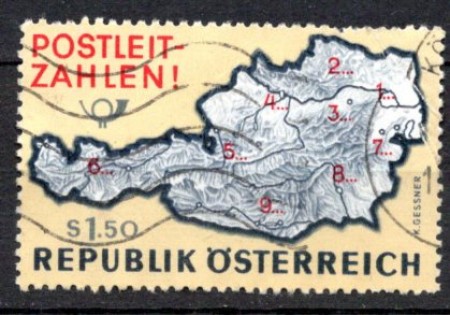 POSTLEIT-
ZAHLEN!
2...
1...
4...
3...
7...
5...
6...
8...
9...
S1.50
K.GESSNER
REPUBLIK ÖSTERREICH